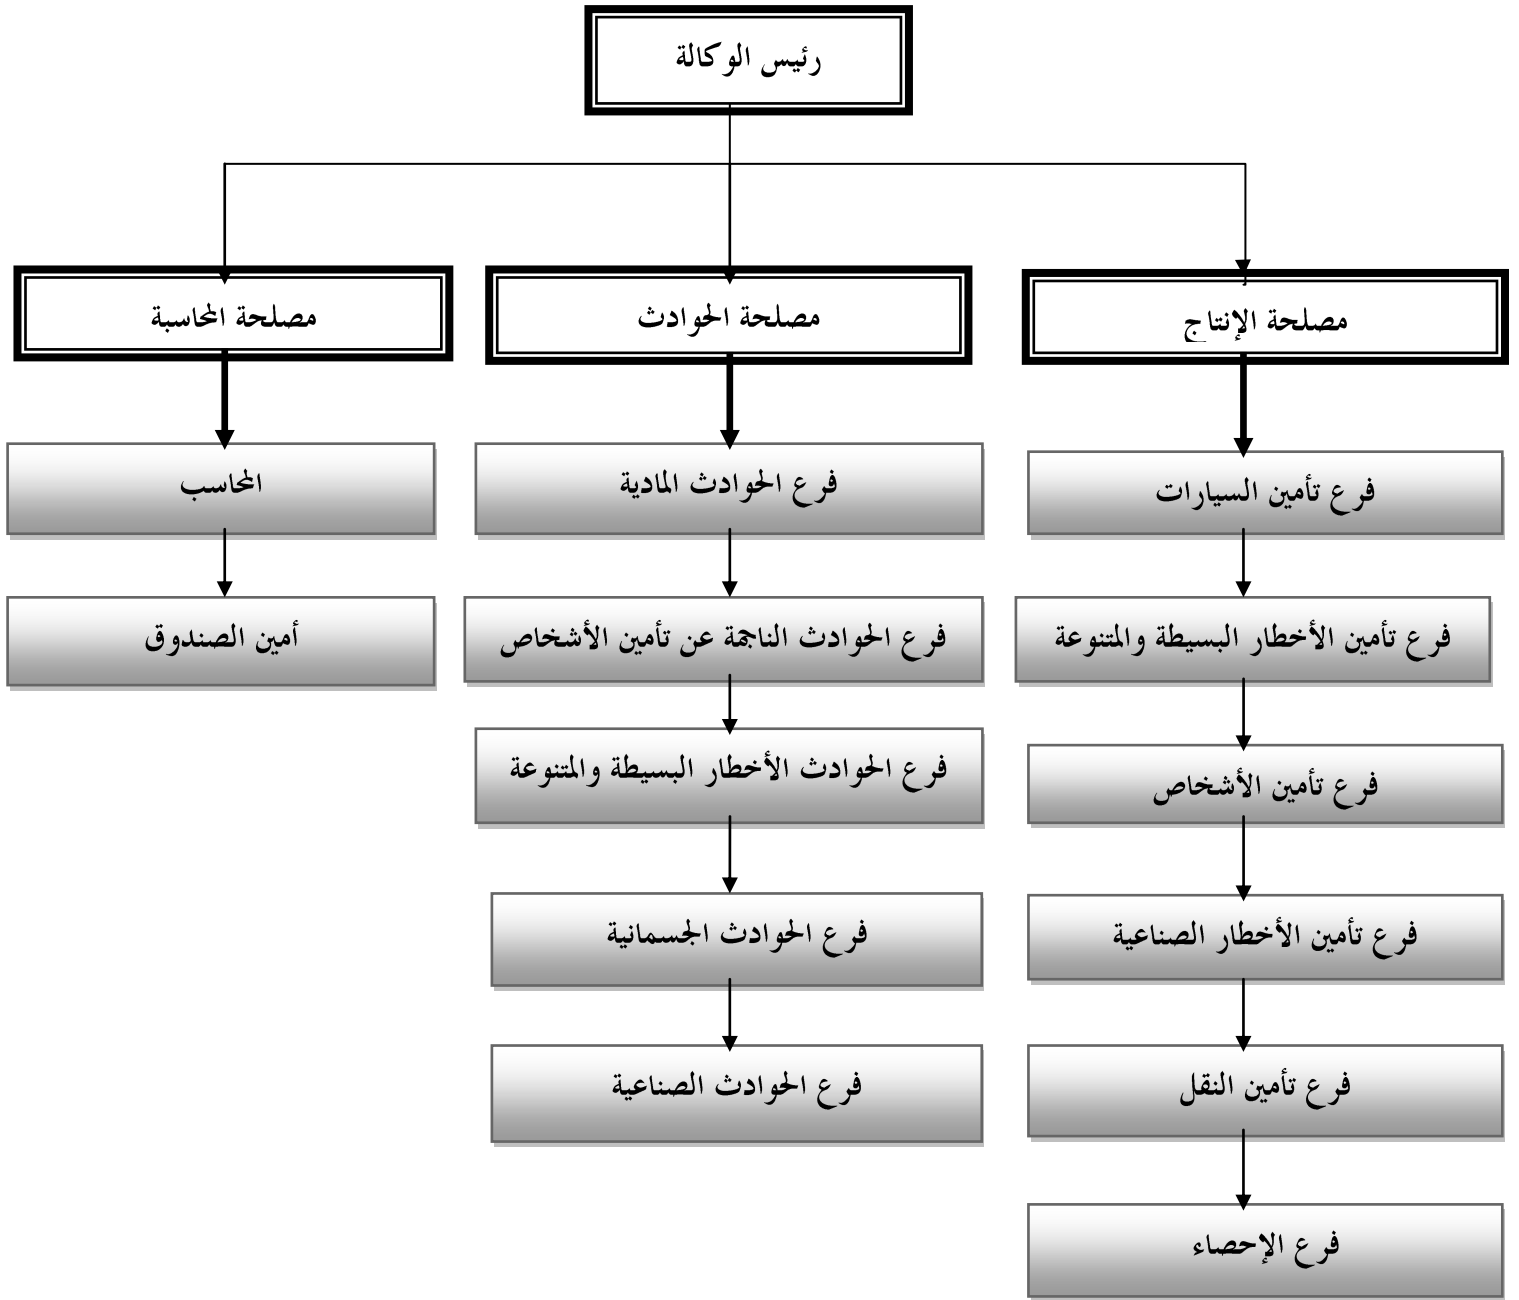 رئيس الوكالة
مصلحة الإنتاج
مصلحة الحوادث
مصلحة المحاسبة
فرع تأمين السيارات
فرع تأمين الأخطار البسيطة والمتنوعة
فرع تأمين الأشخاص
فرع تأمين الأخطار الصناعية
فرع تأمين النقل
فرع الإحصاء
فرع الحوادث المادية
فرع الحوادث الناجمة عن تأمين الأشخاص
فرع الحوادث الأخطار البسيطة والمتنوعة
فرع الحوادث الجسمانية
فرع الحوادث الصناعية
المحاسب
أمين الصندوق